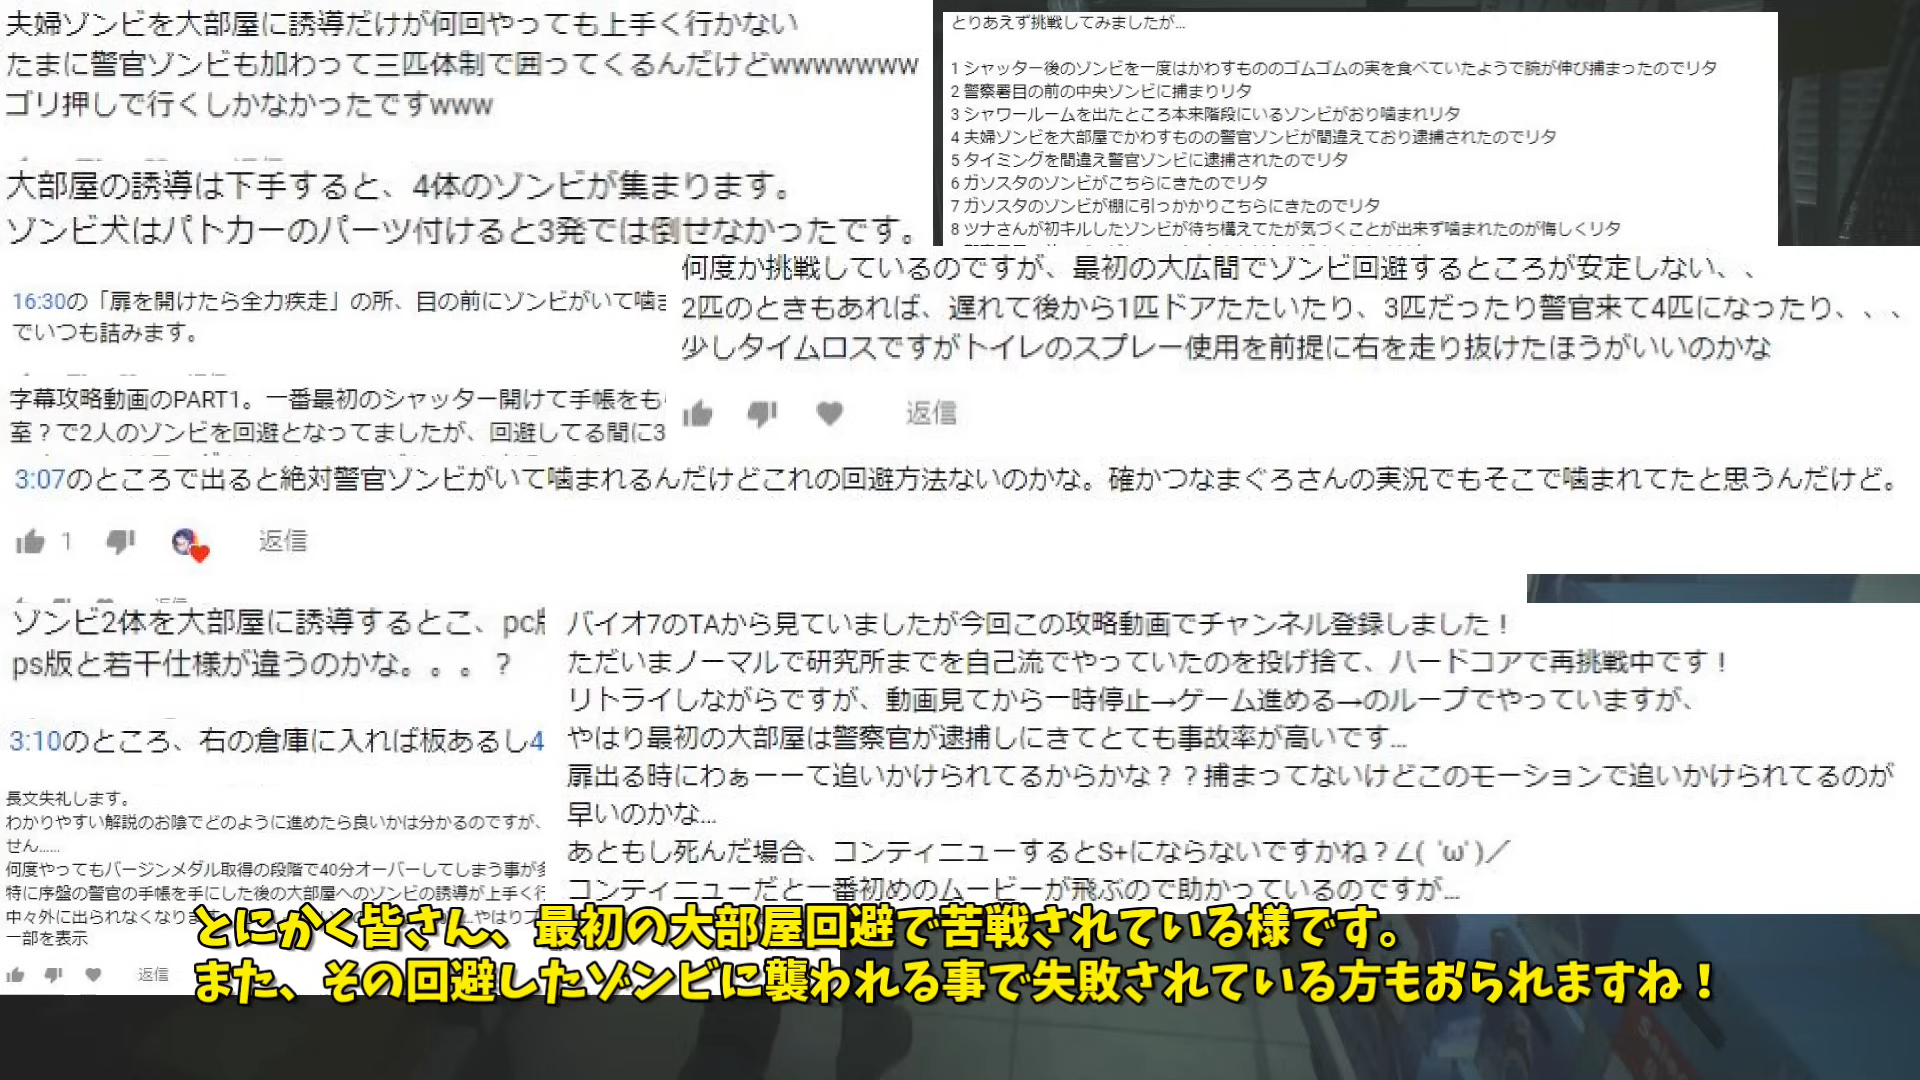 夫婦ゾンビを大部屋に誘導だけが何回やっても上手く行かない
たまに警官ゾンビも加わって三匹体制で囲ってくるんだけどwwwwwww
ゴリ押しで行くしかなかったですwww
大部屋の誘導は下手すると、4体のゾンビが集まります。
ゾンビ犬はパトカーのパーツ付けると3発では倒せなかったです。
とりあえず挑戦してみましたが...
1 シャッター後のゾンビを一度はかわすもののゴムゴムの実を食べていたようで腕が伸び捕まったのでリタ
2 警察署目の前の中央ゾンビに捕まりリタ
3 シャワールームを出たところ本来階段にいるゾンビがおり噛まれリタ
4 夫婦ゾンビを大部屋でかわすものの警官ゾンビが間違えており逮捕されたのでリタ
5 タイミングを間違え警官ゾンビに逮捕されたのでリタ
6 ガソスタのゾンビがこちらにきたのでリタ
7 ガソスタのゾンビが棚に引っかかりこちらにきたのでリタ
8 ツナさんが初キルしたゾンビが待ち構えてたが気づくことが出来ず噛まれたのが悔しくリタ
16:30の「扉を開けたら全力疾走」の所、目の前にゾンビがいて噛ま
でいつも詰みます。
何度か挑戦しているのですが、最初の大広間でゾンビ回避するところが安定しない、、
2匹のときもあれば、遅れて後から1匹ドアたたいたり、3匹だったり警官来て4匹になったり、、、
少しタイムロスですがトイレのスプレー使用を前提に右を走り抜けたほうがいいのかな
返信
字幕攻略動画のPART1。一番最初のシャッター開けて手帳をも
室？で2人のゾンビを回避となってましたが、回避してる間に3
3:07のところで出ると絶対警官ゾンビがいて噛まれるんだけどこれの回避方法ないのかな。確かつなまぐろさんの実況でもそこで噛まれてたと思うんだけど。
1 返信
ゾンビ2体を大部屋に誘導するとこ、pc
ps版と若干仕様が違うのかな。。。？
3:10のところ、右の倉庫に入れば板あるし4
長文失礼します。
わかりやすい解説のお陰でどのように進めたら良いかは分かるのですが、
せん......
何度やってもバージンメダル取得の段階で40分オーバーしてしまう事が多
特に序盤の警官の手帳を手にした後の大部屋へのゾンビの誘導が上手く行
中々外に出られなくなりま
やはりプ
一部を表示
返信
バイオ7のTAから見ていましたが今回この攻略動画でチャンネル登録しました！
ただいまノーマルで研究所までを自己流でやっていたのを投げ捨て、ハードコアで再挑戦中です！
リトライしながらですが、動画見てから一時停止→ゲーム進める→のループでやっていますが、
やはり最初の大部屋は警察官が逮捕しにきてとても事故率が高いです...
扉出る時にわぁーーて追いかけられてるからかな？？捕まってないけどこのモーションで追いかけられてるのが
早いのかな...
あともし死んだ場合、コンティニューするとS+にならないですかね？∠( 'ω' )／
コンティニューだと一番初めのムービーが飛ぶので助かっているのですが...
とにかく皆さん、最初の大部屋回避で苦戦されている様です。
また、その回避したゾンビに襲われる事で失敗されている方もおられますね！